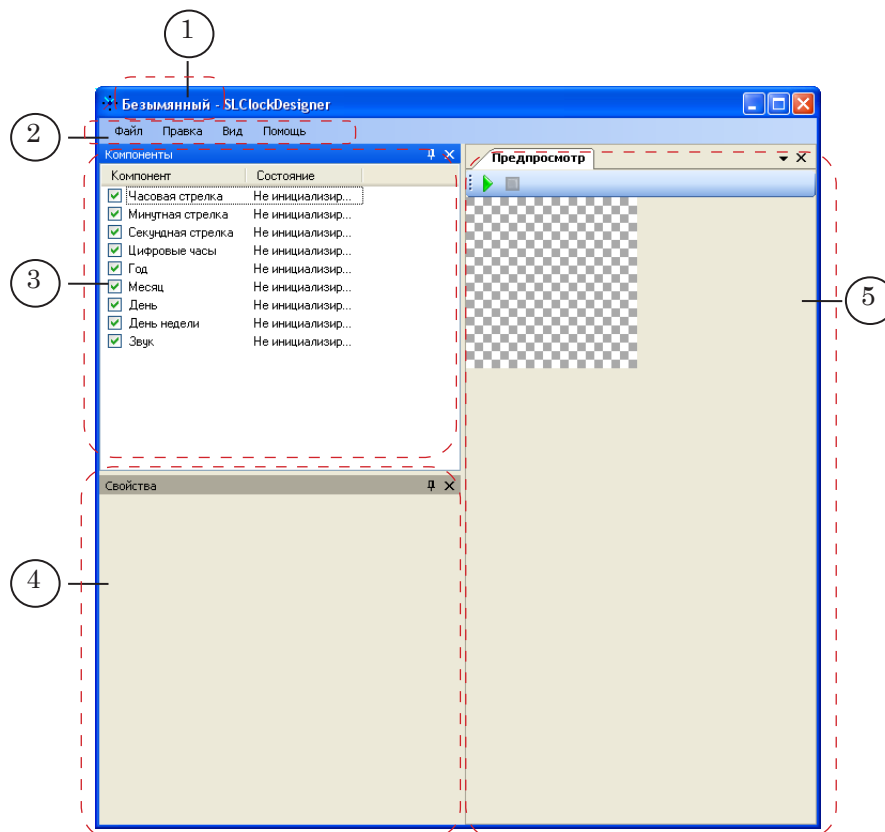 1
Безымянный - SLClockDesigner
2
Файл Правка Вид Помощь
Компоненты
Предпросмотр
Компонент Состояние
Часовая стрелка Не инициализир...
Минутная стрелка Не инициализир...
Секундная стрелка Не инициализир...
Цифровые часы Не инициализир...
Год Не инициализир...
3
Месяц Не инициализир...
5
День Не инициализир...
День недели Не инициализир...
Звук Не инициализир...
Свойства
4